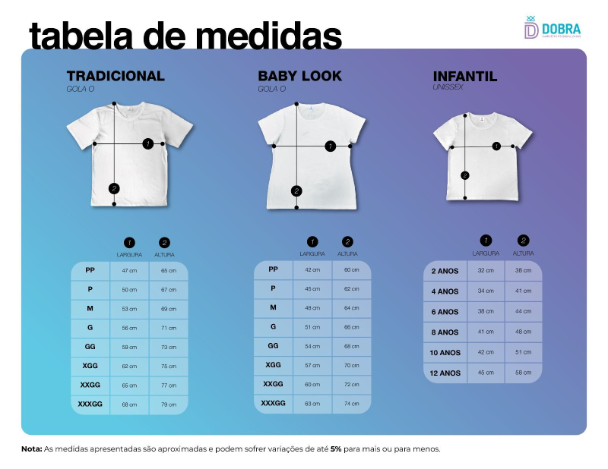 tabela de medidas
DOBRA
TRADICIONAL
GOLA O
BABY LOOK
GOLA O
INFANTIL
UNISSEX
1
2
1
2
1
2
1 2
LARGURA ALTURA
PP 47 cm 65 cm
P 50 cm 67 cm
M 53 cm 69 cm
G 56 cm 71 cm
GG 59 cm 73 cm
XGG 62 cm 75 cm
XXGG 65 cm 77 cm
XXXGG 68 cm 79 cm
1 2
LARGURA ALTURA
PP 42 cm 60 cm
P 45 cm 62 cm
M 48 cm 64 cm
G 51 cm 66 cm
GG 54 cm 68 cm
XGG 57 cm 70 cm
XXGG 60 cm 72 cm
XXXGG 63 cm 74 cm
1 2
LARGURA ALTURA
2 ANOS 32 cm 38 cm
4 ANOS 34 cm 41 cm
6 ANOS 38 cm 44 cm
8 ANOS 41 cm 46 cm
10 ANOS 42 cm 51 cm
12 ANOS 45 cm 56 cm
Nota: As medidas apresentadas são aproximadas e podem sofrer variações de até 5% para mais ou para menos.